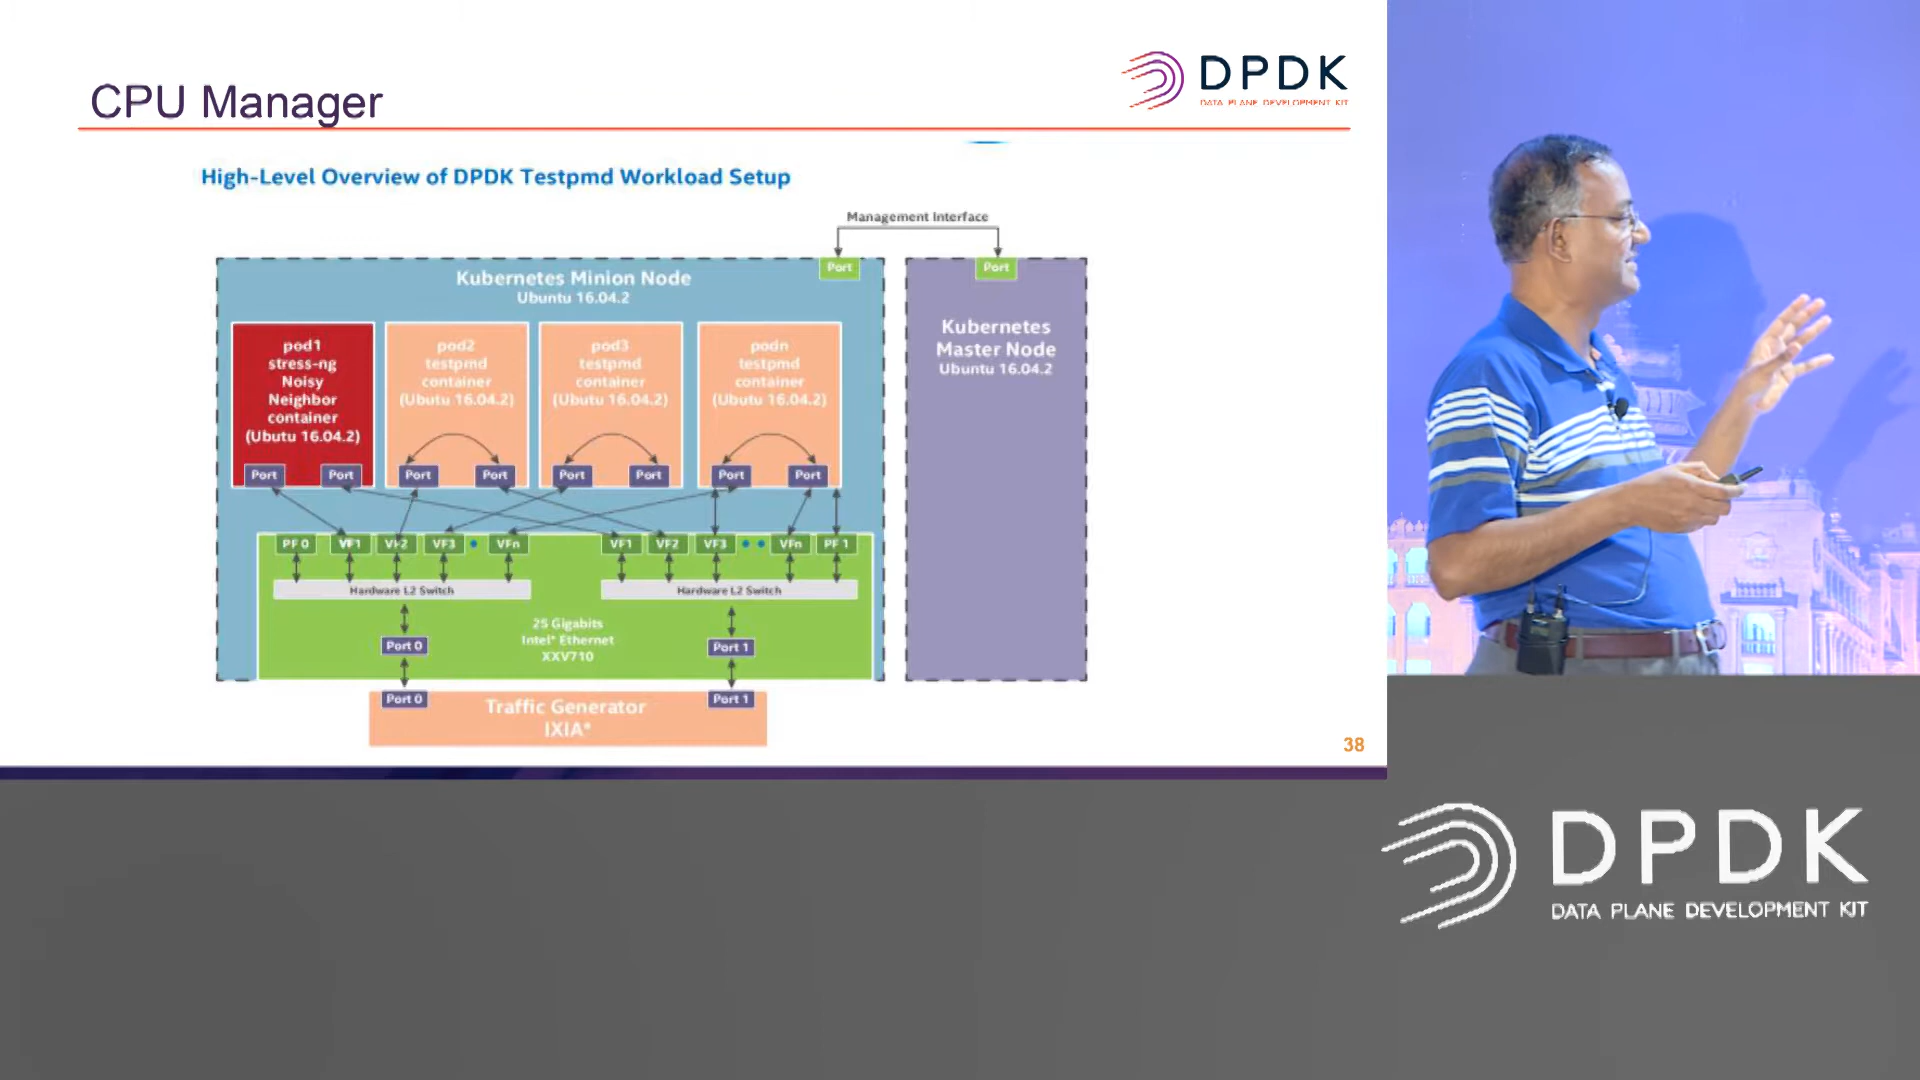 CPU Manager
DPDK
DATA PLANE DEVELOPMENT KIT
High-Level Overview of DPDK Testpmd Workload Setup
Management Interface
Port
Port
Kubernetes Minion Node
Ubuntu 16.04.2
pod1
stress-ng
Noisy
Neighbor
container
(Ubutu 16.04.2)
Port
Port
pod2
testpmd
container
(Ubutu 16.04.2)
Port
Port
pod3
testpmd
container
(Ubutu 16.04.2)
Port
Port
podn
testpmd
container
(Ubutu 16.04.2)
Port
Port
Kubernetes
Master Node
Ubuntu 16.04.2
PF 0
VF1
VF2
VF3
VFn
VF1
VF2
VF3
VFn
PF 1
Hardware L2 Switch
Hardware L2 Switch
25 Gigabits
Intel® Ethernet
XXV710
Port 0
Port 1
Port 0
Port 1
Traffic Generator
IXIA*
38
DPDK
DATA PLANE DEVELOPMENT KIT